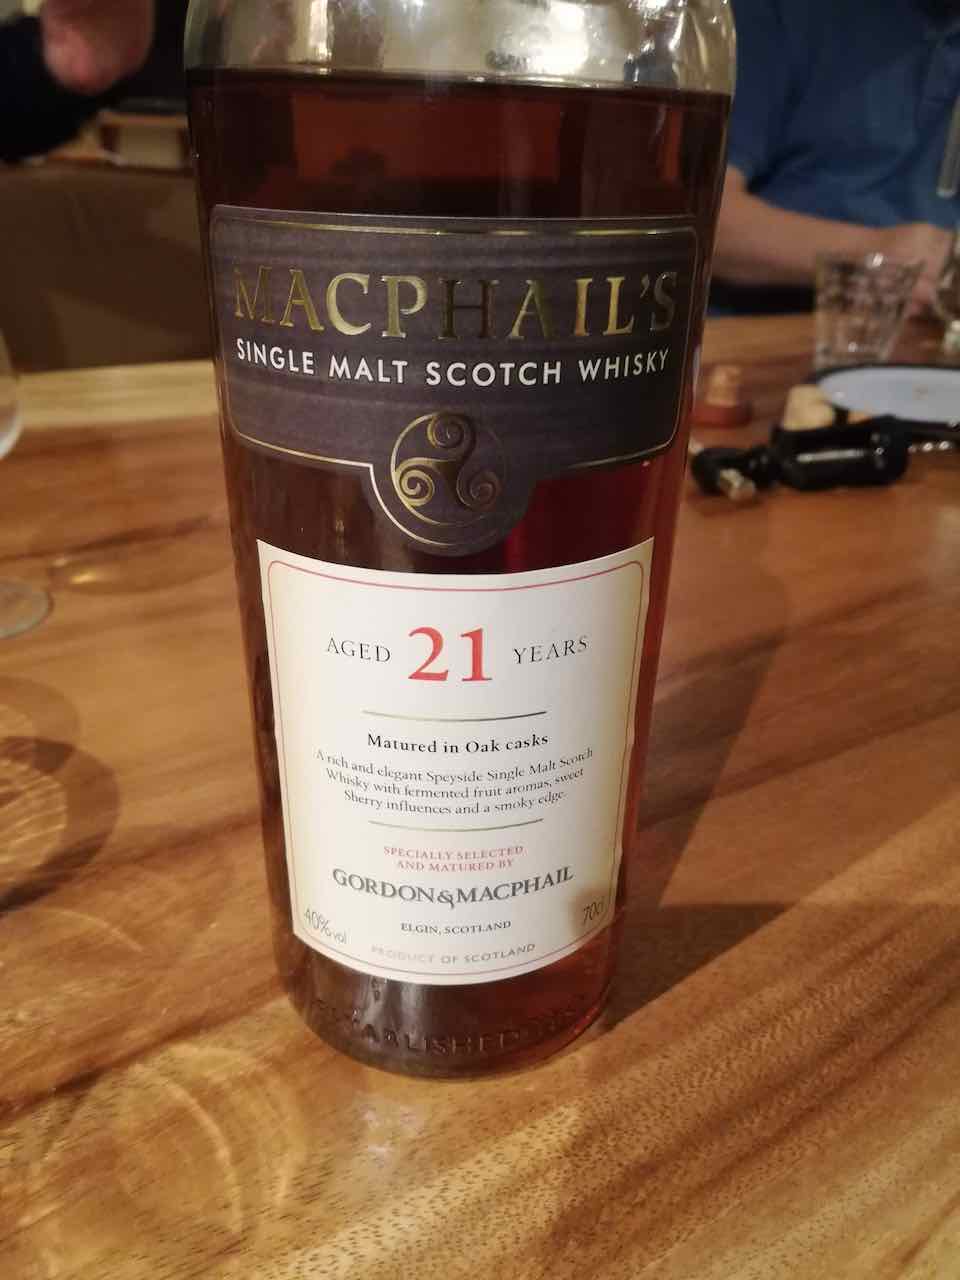 MACPHAIL'S
SINGLE MALT SCOTCH WHISKY
AGED 21 YEARS
Matured in Oak casks
A rich and elegant Speyside Single Malt Scotch
Whisky with fermented fruit aromas, sweet
Sherry influences and a smoky edge.
SPECIALLY SELECTED
AND MATURED BY
GORDON&MACPHAIL
ELGIN, SCOTLAND
40%vol
70cl
PRODUCT OF SCOTLAND
ESTABLISHED